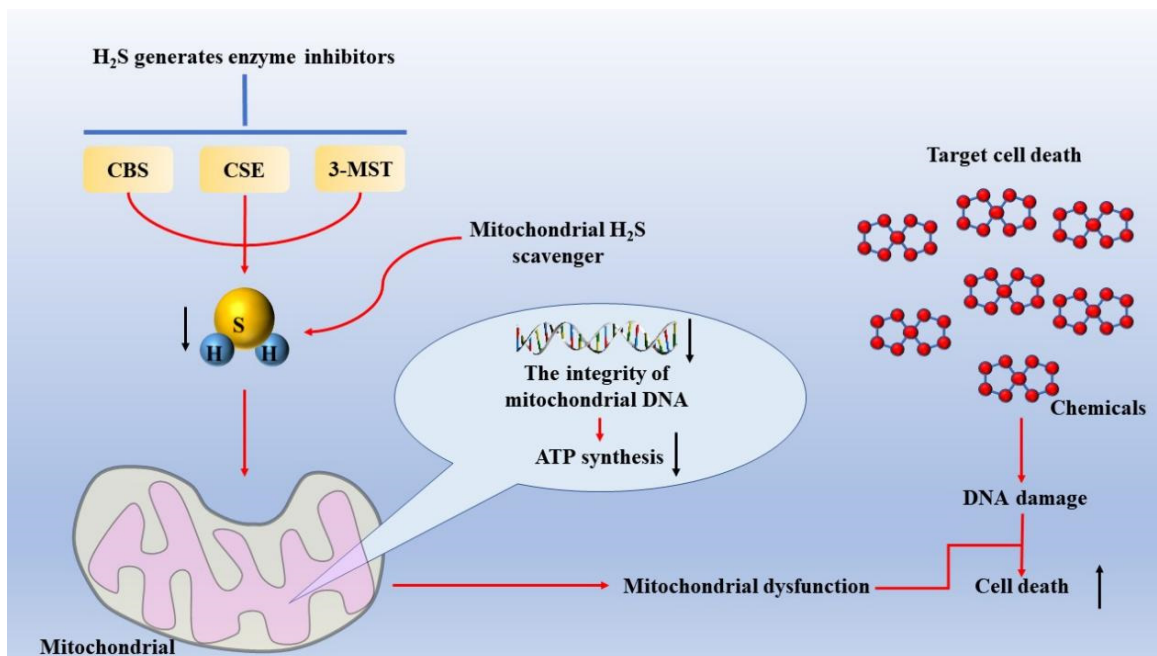 H₂S generates enzyme inhibitors
CBS
CSE
3-MST
Mitochondrial H₂S
scavenger
S
H
H
The integrity of
mitochondrial DNA
ATP synthesis
Target cell death
Chemicals
DNA damage
Mitochondrial dysfunction
Cell death
Mitochondrial